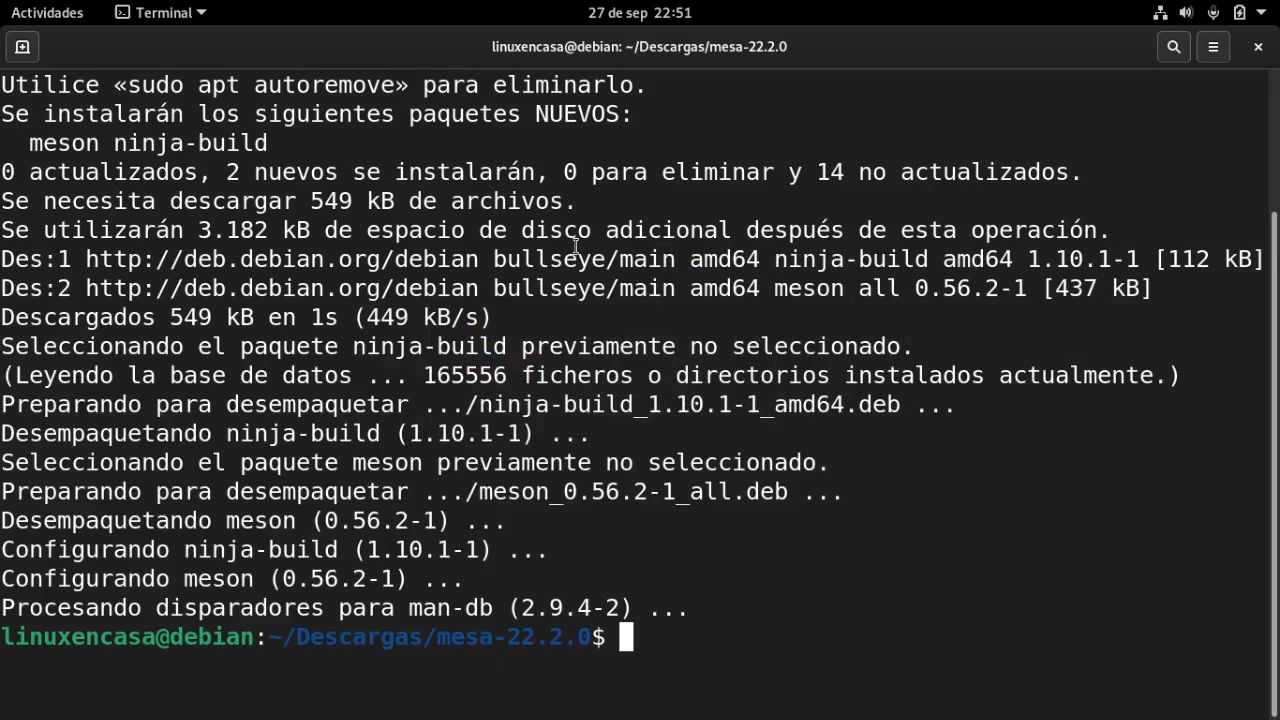 Actividades Terminal 27 de sep 22:51
linuxencasa@debian: ~/Descargas/mesa-22.2.0
Utilice «sudo apt autoremove» para eliminarlo.
Se instalarán los siguientes paquetes NUEVOS:
  meson ninja-build
0 actualizados, 2 nuevos se instalarán, 0 para eliminar y 14 no actualizados.
Se necesita descargar 549 kB de archivos.
Se utilizarán 3.182 kB de espacio de disco adicional después de esta operación.
Des:1 http://deb.debian.org/debian bullseye/main amd64 ninja-build amd64 1.10.1-1 [112 kB]
Des:2 http://deb.debian.org/debian bullseye/main amd64 meson all 0.56.2-1 [437 kB]
Descargados 549 kB en 1s (449 kB/s)
Seleccionando el paquete ninja-build previamente no seleccionado.
(Leyendo la base de datos ... 165556 ficheros o directorios instalados actualmente.)
Preparando para desempaquetar .../ninja-build_1.10.1-1_amd64.deb ...
Desempaquetando ninja-build (1.10.1-1) ...
Seleccionando el paquete meson previamente no seleccionado.
Preparando para desempaquetar .../meson_0.56.2-1_all.deb ...
Desempaquetando meson (0.56.2-1) ...
Configurando ninja-build (1.10.1-1) ...
Configurando meson (0.56.2-1) ...
Procesando disparadores para man-db (2.9.4-2) ...
linuxencasa@debian:~/Descargas/mesa-22.2.0$